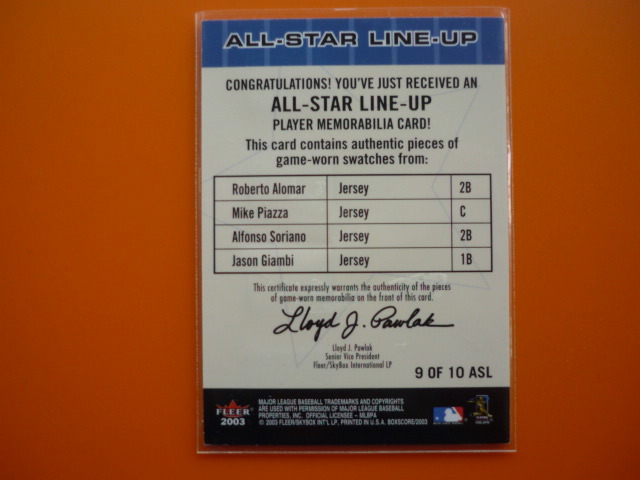 ALL-STAR LINE-UP
CONGRATULATIONS! YOU'VE JUST RECEIVED AN
ALL-STAR LINE-UP
PLAYER MEMORABILIA CARD!
This card contains authentic pieces of
game-worn swatches from:
Roberto Alomar Jersey 2B
Mike Piazza Jersey C
Alfonso Soriano Jersey 2B
Jason Giambi Jersey 1B
This certificate expressly warrants the authenticity of the pieces
of game-worn memorabilia on the front of this card.
Lloyd J. Pawlak
Lloyd J. Pawlak
Senior Vice President
Fleer/SkyBox International LP
9 OF 10 ASL
FLEER
2003
MAJOR LEAGUE BASEBALL TRADEMARKS AND COPYRIGHTS
ARE USED WITH PERMISSION OF MAJOR LEAGUE BASEBALL
PROPERTIES, INC. OFFICIAL LICENSEE - MLBPA
© 2003 FLEER/SKYBOX INT'L LP, PRINTED IN U.S.A. BOXSCORE/2003